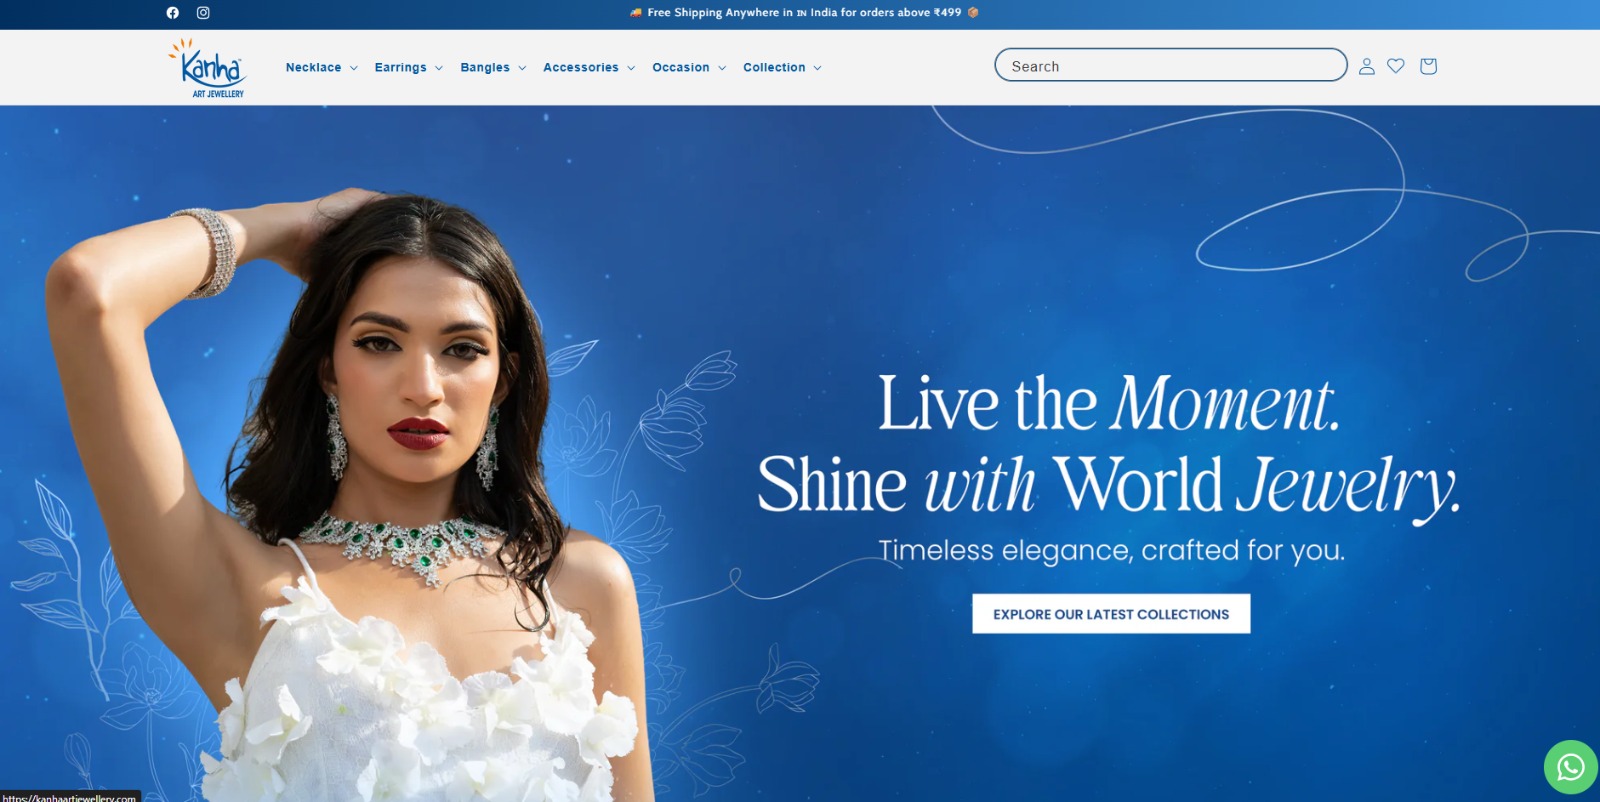 🚚 Free Shipping Anywhere in IN India for orders above ₹499 📦
Kanha
ART JEWELLERY
Necklace Earrings Bangles Accessories Occasion Collection
Search
Live the Moment.
Shine with World Jewelry.
Timeless elegance, crafted for you.
EXPLORE OUR LATEST COLLECTIONS
https://kanhaartjewellery.com